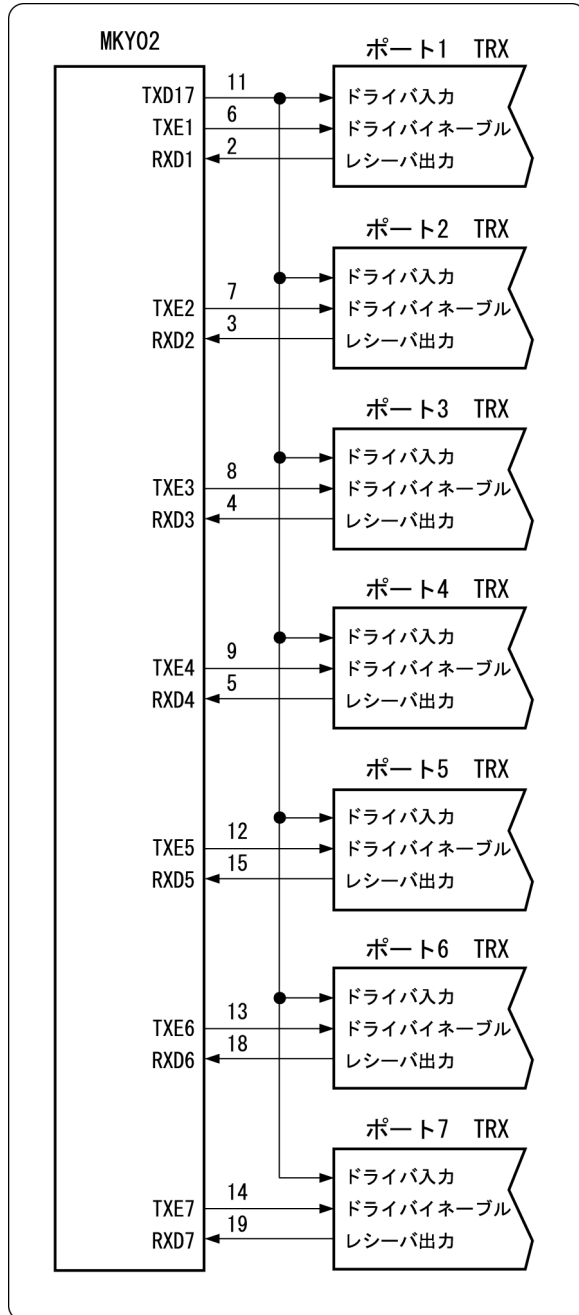 MKY02
ポート1 TRX
TXD17 11 ドライバ入力
TXE1 6 ドライバイネーブル
RXD1 2 レシーバ出力
ポート2 TRX
ドライバ入力
TXE2 7 ドライバイネーブル
RXD2 3 レシーバ出力
ポート3 TRX
ドライバ入力
TXE3 8 ドライバイネーブル
RXD3 4 レシーバ出力
ポート4 TRX
ドライバ入力
TXE4 9 ドライバイネーブル
RXD4 5 レシーバ出力
ポート5 TRX
ドライバ入力
TXE5 12 ドライバイネーブル
RXD5 15 レシーバ出力
ポート6 TRX
ドライバ入力
TXE6 13 ドライバイネーブル
RXD6 18 レシーバ出力
ポート7 TRX
ドライバ入力
TXE7 14 ドライバイネーブル
RXD7 19 レシーバ出力